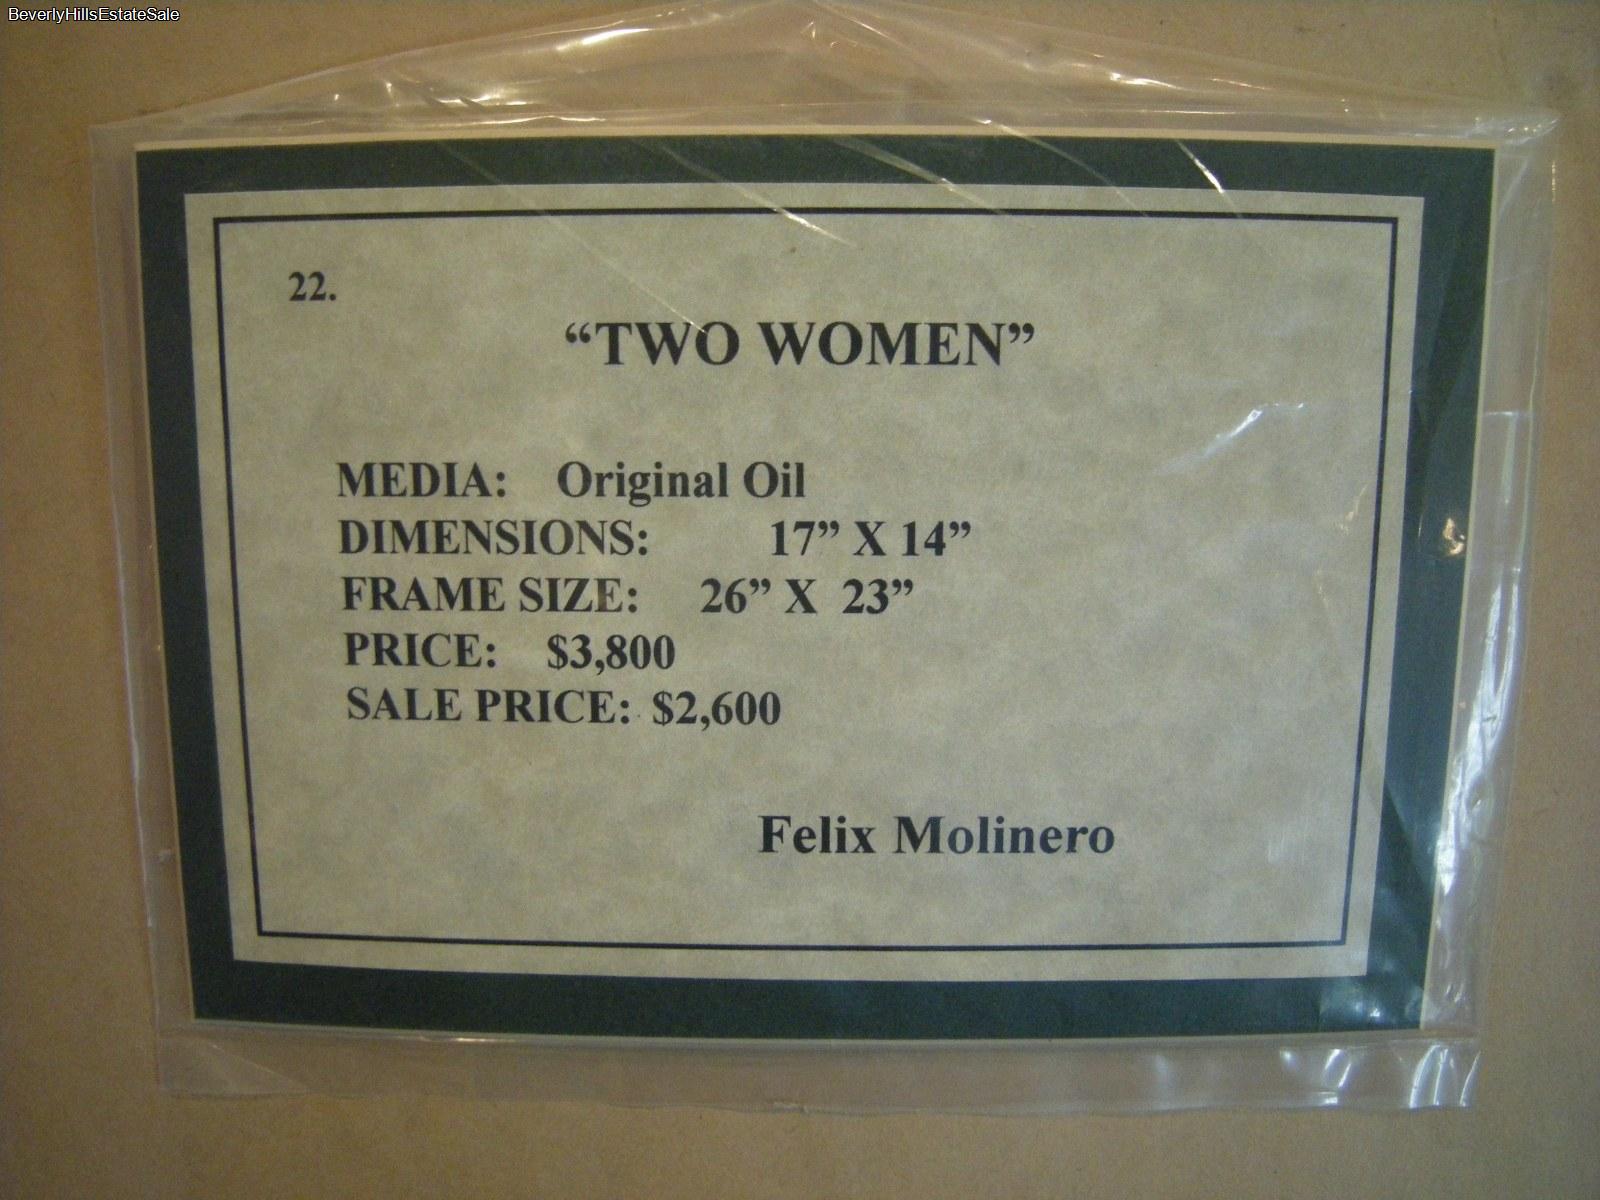 BeverlyHillsEstateSale
22.
“TWO WOMEN”
MEDIA: Original Oil
DIMENSIONS: 17” X 14”
FRAME SIZE: 26” X 23”
PRICE: $3,800
SALE PRICE: $2,600
Felix Molinero